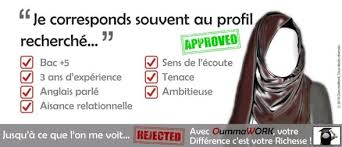 "Je corresponds souvent au profil
recherché... "
APPROVED
Bac +5
3 ans d'expérience
Anglais parlé
Aisance relationnelle
Sens de l'écoute
Tenace
Ambitieuse
Jusqu'à ce que l'on me voit...
REJECTED
Avec OummaWORK, votre
Différence c'est votre Richesse !